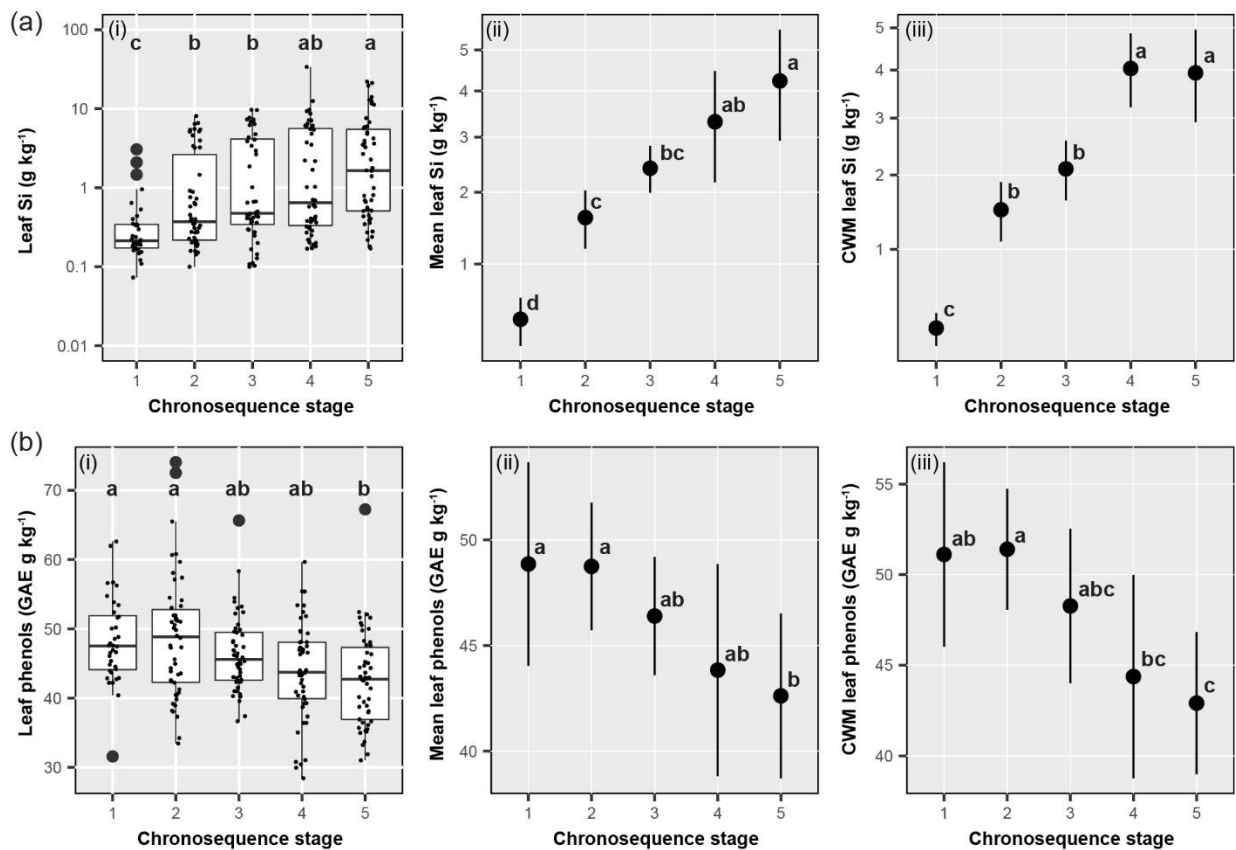 (a)
(i)
c b b ab a
100
10
1
0.1
0.01
Leaf Si (g kg⁻¹)
1 2 3 4 5
Chronosequence stage
(ii)
5
4
3
2
1
Mean leaf Si (g kg⁻¹)
d
c
bc
ab
a
1 2 3 4 5
Chronosequence stage
(iii)
5
4
3
2
1
CWM leaf Si (g kg⁻¹)
c
b
b
a
a
1 2 3 4 5
Chronosequence stage
(b)
(i)
a a ab ab b
70
60
50
40
30
Leaf phenols (GAE g kg⁻¹)
1 2 3 4 5
Chronosequence stage
(ii)
50
45
40
Mean leaf phenols (GAE g kg⁻¹)
a
a
ab
ab
b
1 2 3 4 5
Chronosequence stage
(iii)
55
50
45
40
CWM leaf phenols (GAE g kg⁻¹)
ab
a
abc
bc
c
1 2 3 4 5
Chronosequence stage